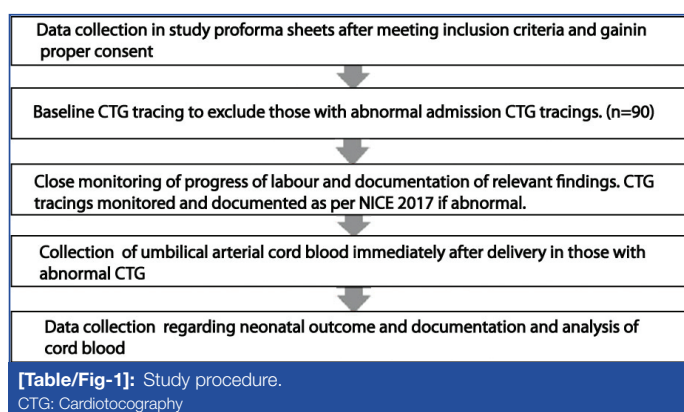 Data collection in study proforma sheets after meeting inclusion criteria and gainin
proper consent
Baseline CTG tracing to exclude those with abnormal admission CTG tracings. (n=90)
Close monitoring of progress of labour and documentation of relevant findings. CTG
tracings monitored and documented as per NICE 2017 if abnormal.
Collection of umbilical arterial cord blood immediately after delivery in those with
abnormal CTG
Data collection regarding neonatal outcome and documentation and analysis of
cord blood
[Table/Fig-1]: Study procedure.
CTG: Cardiotocography